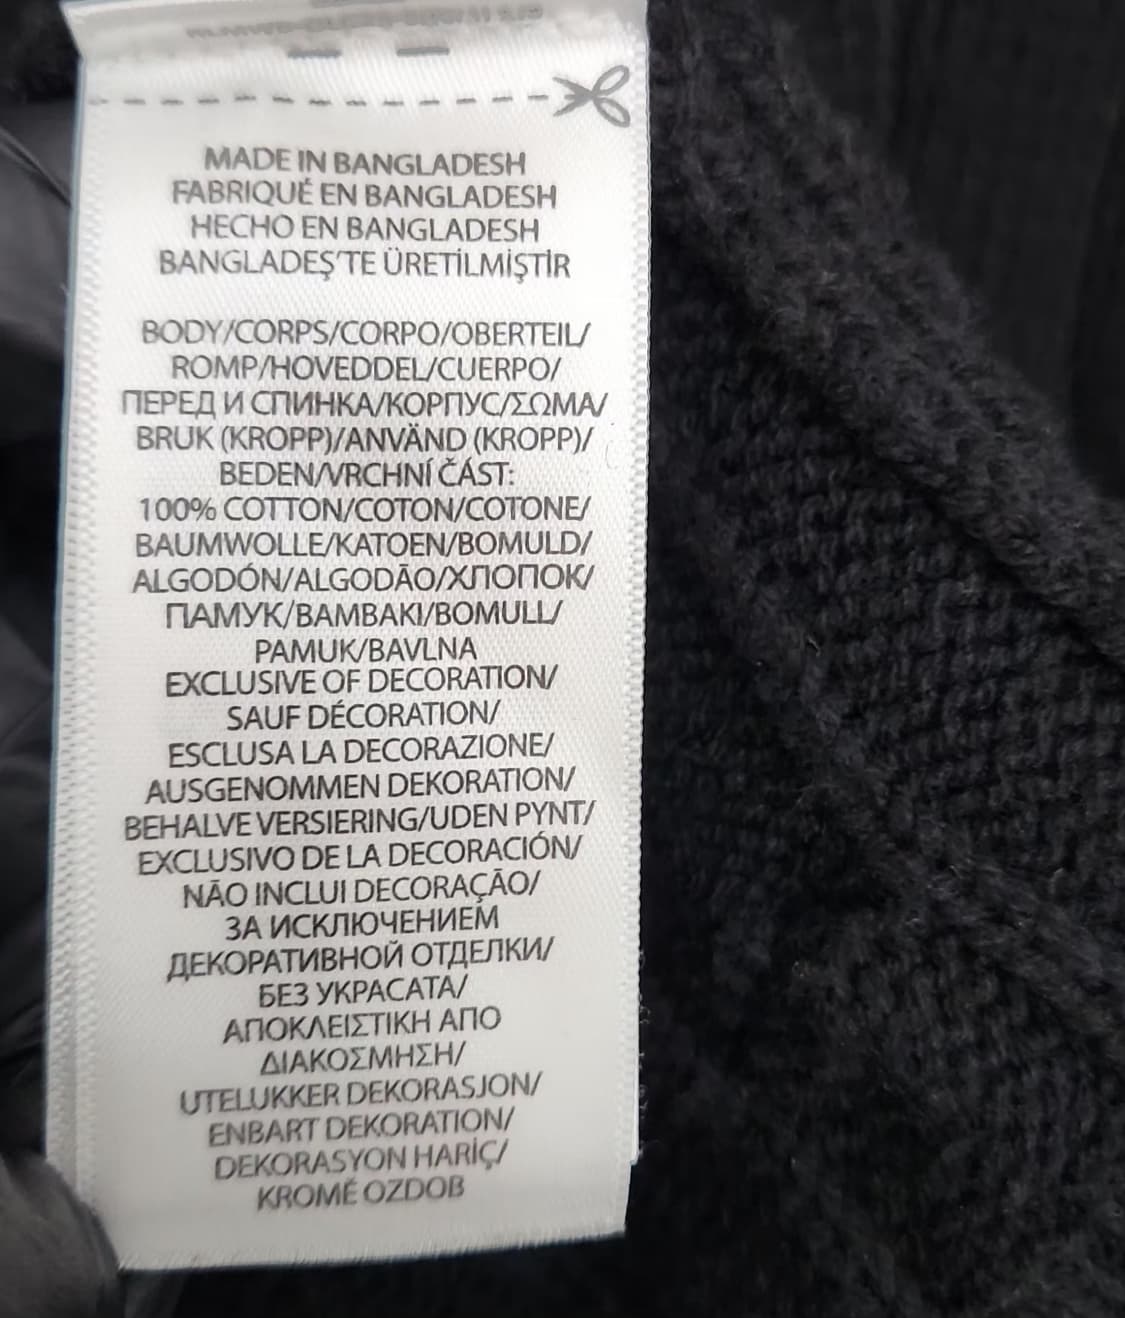 MADE IN BANGLADESH
FABRIQUÉ EN BANGLADESH
HECHO EN BANGLADESH
BANGLADEŞ'TE ÜRETİLMİŞTİR
BODY/CORPS/CORPO/OBERTEIL/
ROMP/HOVEDDEL/CUERPO/
ПЕРЕД И СПИНКА/КОРПУС/ΣΩΜΑ/
BRUK (KROPP)/ANVÄND (KROPP)/
BEDEN/VRCHNÍ ČÁST:
100% COTTON/COTON/COTONE/
BAUMWOLLE/KATOEN/BOMULD/
ALGODÓN/ALGODÃO/ХЛОПОК/
ПАМУК/BAMBAKI/BOMULL/
PAMUK/BAVLNA
EXCLUSIVE OF DECORATION/
SAUF DÉCORATION/
ESCLUSA LA DECORAZIONE/
AUSGENOMMEN DEKORATION/
BEHALVE VERSIERING/UDEN PYNT/
EXCLUSIVO DE LA DECORACIÓN/
NÃO INCLUI DECORAÇÃO/
ЗА ИСКЛЮЧЕНИЕМ
ДЕКОРАТИВНОЙ ОТДЕЛКИ/
БЕЗ УКРАСАТА/
ΑΠΟΚΛΕΙΣΤΙΚΗ ΑΠΟ
ΔΙΑΚΟΣΜΗΣΗ/
UTELUKKER DEKORASJON/
ENBART DEKORATION/
DEKORASYON HARİÇ/
KROMĚ OZDOB